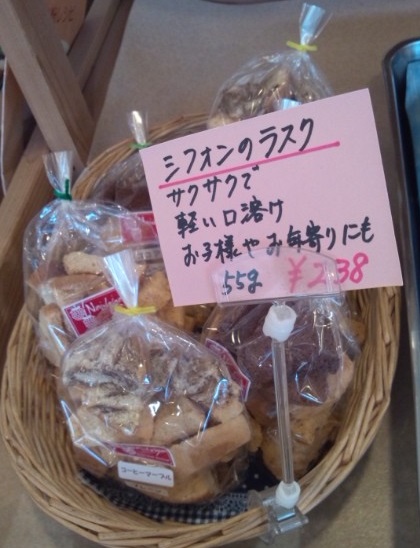 シフォンのラスク
サクサクで
軽い口溶け
お子様やお年寄りにも
55g ¥238
コーヒーマーブル